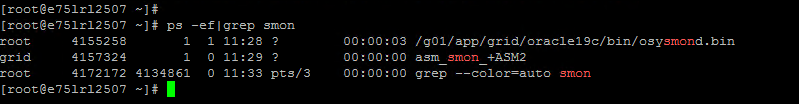 [root@e75lrl2507 ~]#
[root@e75lrl2507 ~]# ps -ef|grep smon
root     4155258       1  1 11:28 ?        00:00:03 /g01/app/grid/oracle19c/bin/osysmond.bin
grid     4157324       1  0 11:29 ?        00:00:00 asm_smon_+ASM2
root     4172172 4134861  0 11:33 pts/3    00:00:00 grep --color=auto smon
[root@e75lrl2507 ~]#